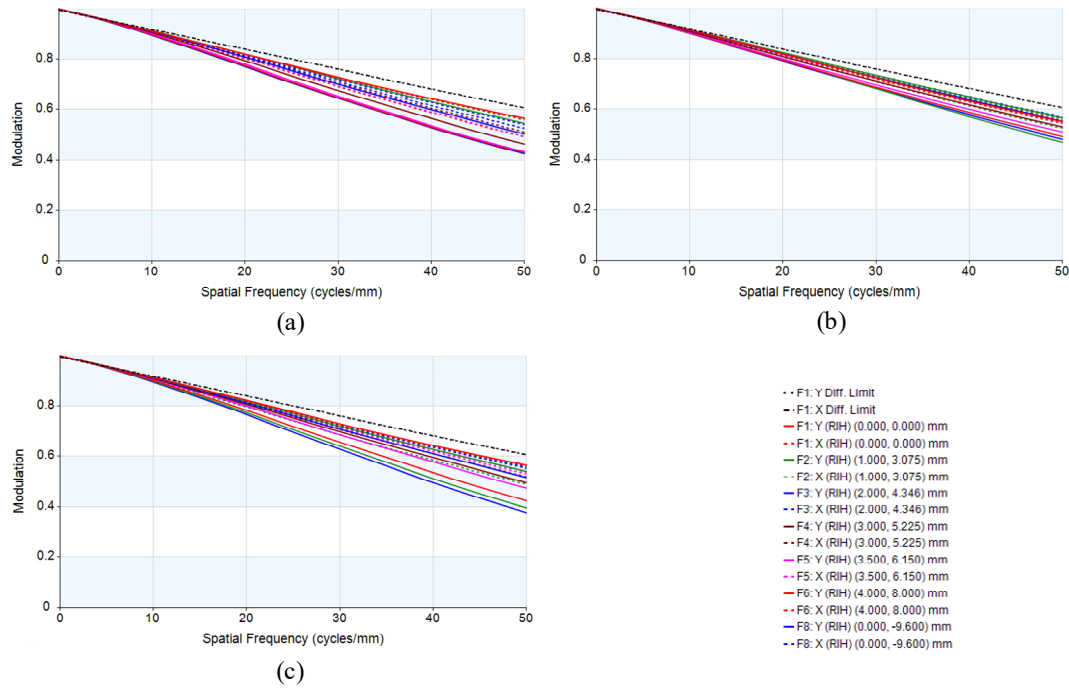 0.8
0.6
0.4
0.2
0
Modulation
0
10
20
30
40
50
Spatial Frequency (cycles/mm)
(a)
0.8
0.6
0.4
0.2
0
Modulation
0
10
20
30
40
50
Spatial Frequency (cycles/mm)
(b)
0.8
0.6
0.4
0.2
0
Modulation
0
10
20
30
40
50
Spatial Frequency (cycles/mm)
(c)
F1: Y Diff. Limit
F1: X Diff. Limit
F1: Y (RIH) (0.000, 0.000) mm
F1: X (RIH) (0.000, 0.000) mm
F2: Y (RIH) (1.000, 3.075) mm
F2: X (RIH) (1.000, 3.075) mm
F3: Y (RIH) (2.000, 4.346) mm
F3: X (RIH) (2.000, 4.346) mm
F4: Y (RIH) (3.000, 5.225) mm
F4: X (RIH) (3.000, 5.225) mm
F5: Y (RIH) (3.500, 6.150) mm
F5: X (RIH) (3.500, 6.150) mm
F6: Y (RIH) (4.000, 8.000) mm
F6: X (RIH) (4.000, 8.000) mm
F8: Y (RIH) (0.000, -9.600) mm
F8: X (RIH) (0.000, -9.600) mm